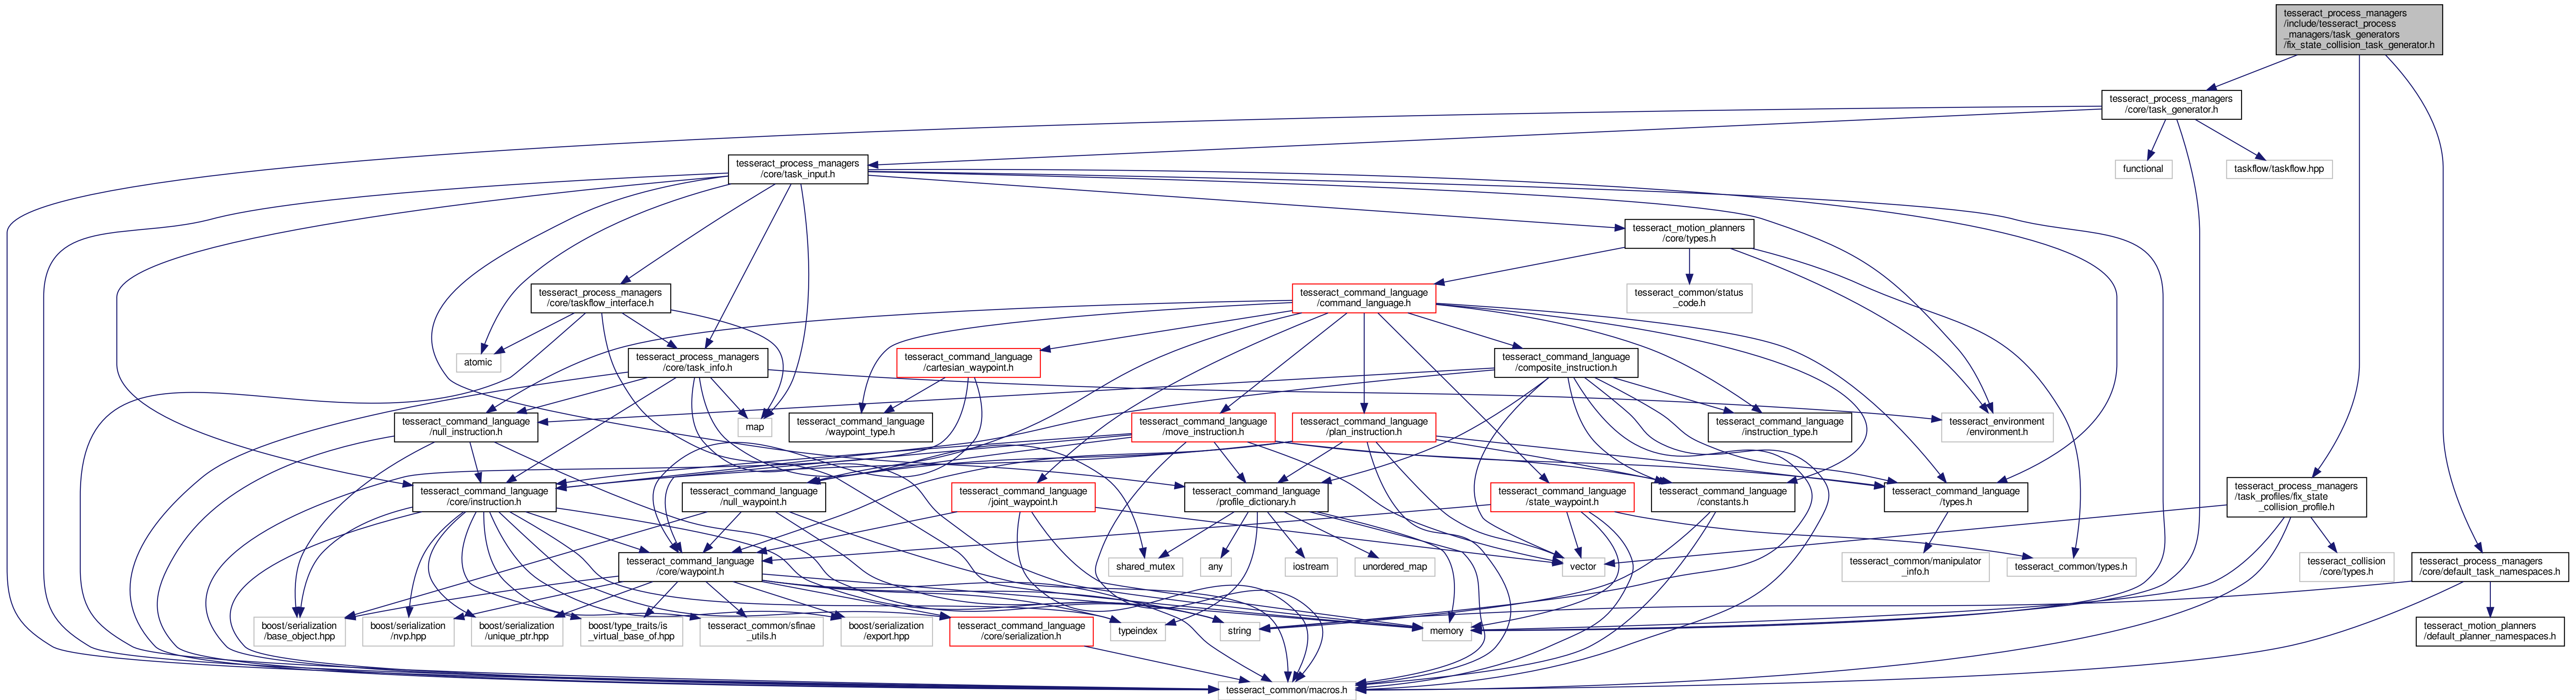 tesseract_process_managers
/include/tesseract_process
_managers/task_generators
/fix_state_collision_task_generator.h
tesseract_process_managers
/core/task_generator.h
tesseract_process_managers
/core/task_input.h
functional
taskflow/taskflow.hpp
tesseract_motion_planners
/core/types.h
tesseract_process_managers
/core/taskflow_interface.h
tesseract_command_language
/command_language.h
tesseract_common/status
_code.h
atomic
tesseract_process_managers
/core/task_info.h
tesseract_command_language
/cartesian_waypoint.h
tesseract_command_language
/composite_instruction.h
tesseract_command_language
/null_instruction.h
map
tesseract_command_language
/waypoint_type.h
tesseract_command_language
/move_instruction.h
tesseract_command_language
/plan_instruction.h
tesseract_command_language
/instruction_type.h
tesseract_environment
/environment.h
tesseract_command_language
/core/instruction.h
tesseract_command_language
/null_waypoint.h
tesseract_command_language
/joint_waypoint.h
tesseract_command_language
/profile_dictionary.h
tesseract_command_language
/state_waypoint.h
tesseract_command_language
/constants.h
tesseract_command_language
/types.h
tesseract_process_managers
/task_profiles/fix_state
_collision_profile.h
tesseract_command_language
/core/waypoint.h
shared_mutex
any
iostream
unordered_map
vector
tesseract_common/manipulator
_info.h
tesseract_common/types.h
tesseract_collision
/core/types.h
tesseract_process_managers
/core/default_task_namespaces.h
boost/serialization
/base_object.hpp
boost/serialization
/nvp.hpp
boost/serialization
/unique_ptr.hpp
boost/type_traits/is
_virtual_base_of.hpp
tesseract_common/sfinae
_utils.h
boost/serialization
/export.hpp
tesseract_command_language
/core/serialization.h
typeindex
string
memory
tesseract_motion_planners
/default_planner_namespaces.h
tesseract_common/macros.h